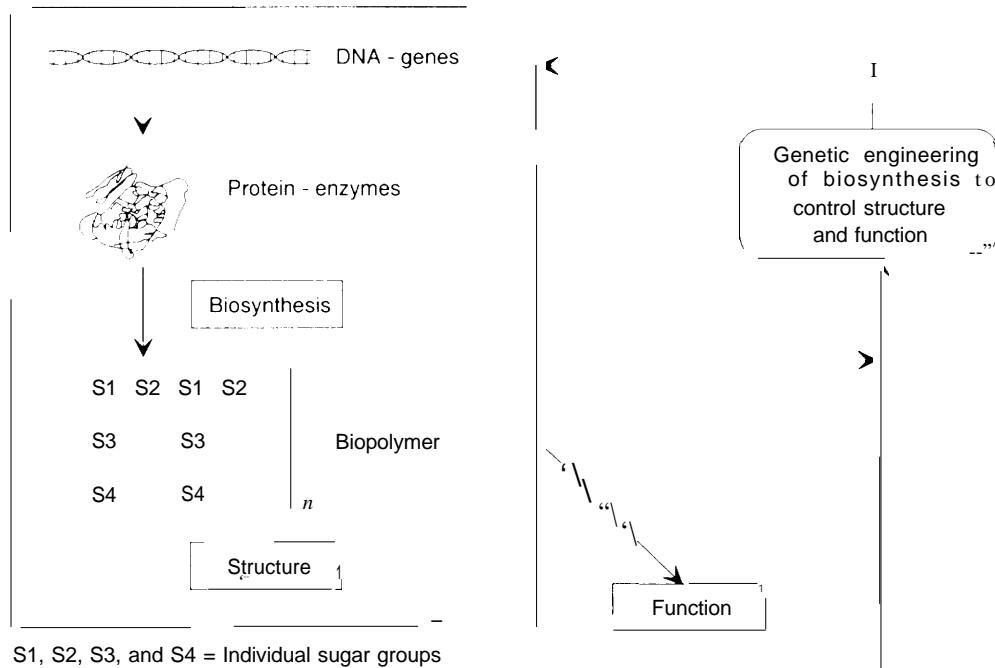 DNA - genes
Protein - enzymes
Biosynthesis
S1 S2 S1 S2
S3 S3
Biopolymer
S4 S4
n
Structure
S1, S2, S3, and S4 = Individual sugar groups
I
Genetic engineering
of biosynthesis to
control structure
and function
Function